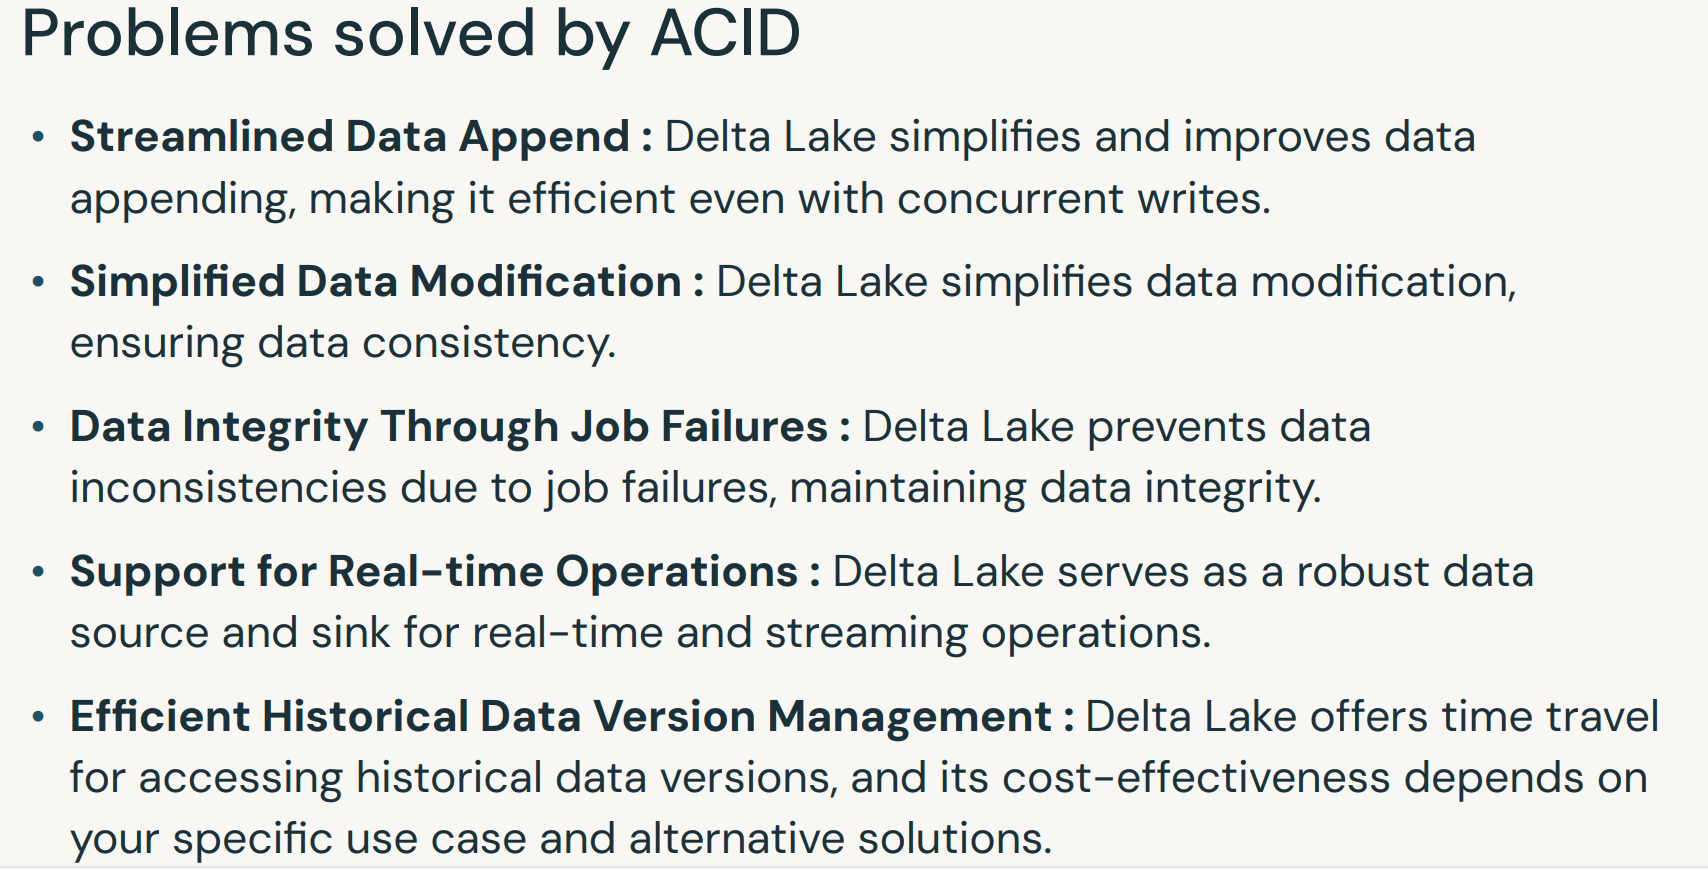 Problems solved by ACID
• Streamlined Data Append : Delta Lake simplifies and improves data
appending, making it efficient even with concurrent writes.
• Simplified Data Modification : Delta Lake simplifies data modification,
ensuring data consistency.
• Data Integrity Through Job Failures : Delta Lake prevents data
inconsistencies due to job failures, maintaining data integrity.
• Support for Real-time Operations : Delta Lake serves as a robust data
source and sink for real-time and streaming operations.
• Efficient Historical Data Version Management : Delta Lake offers time travel
for accessing historical data versions, and its cost-effectiveness depends on
your specific use case and alternative solutions.